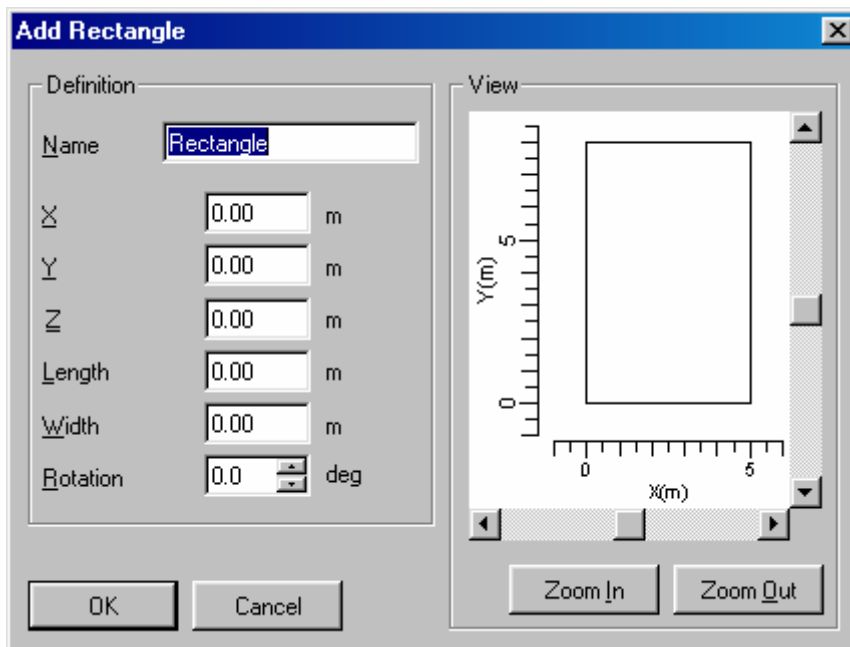 Add Rectangle
Definition
Name Rectangle
X 0.00 m
Y 0.00 m
Z 0.00 m
Length 0.00 m
Width 0.00 m
Rotation 0.0 deg
OK Cancel
View
Y(m)
5
0
0 5
X(m)
Zoom In Zoom Out